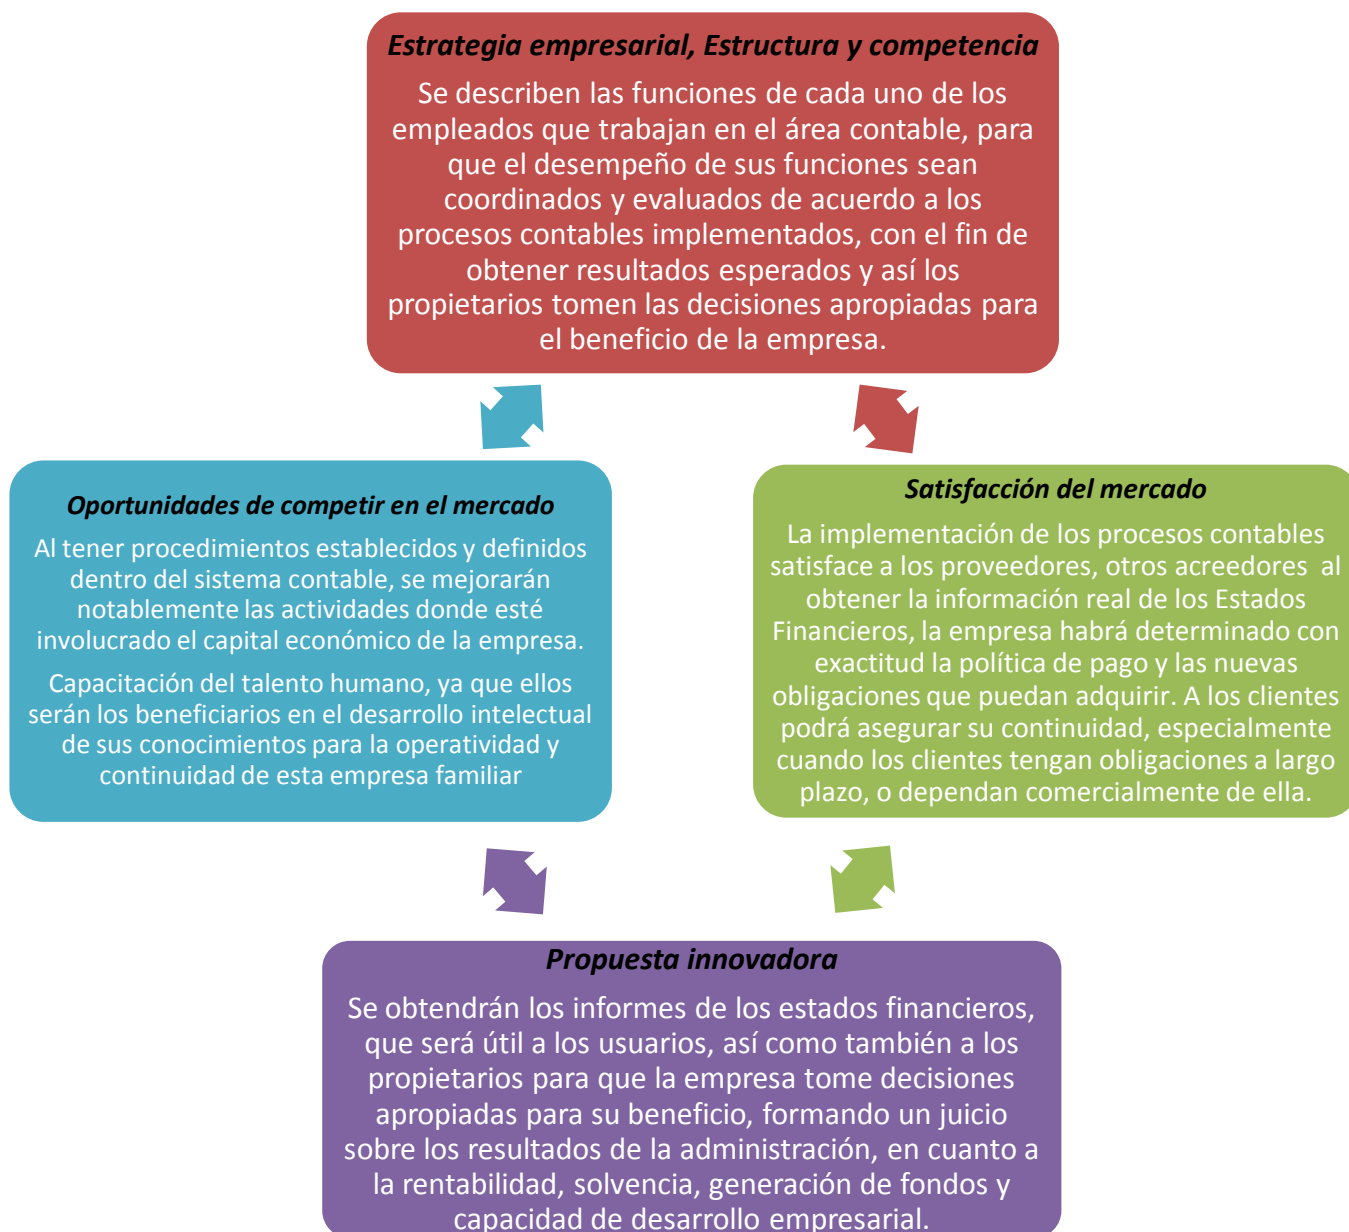 Estrategia empresarial, Estructura y competencia
Se describen las funciones de cada uno de los
empleados que trabajan en el área contable, para
que el desempeño de sus funciones sean
coordinados y evaluados de acuerdo a los
procesos contables implementados, con el fin de
obtener resultados esperados y así los
propietarios tomen las decisiones apropiadas para
el beneficio de la empresa.
Oportunidades de competir en el mercado
Al tener procedimientos establecidos y definidos
dentro del sistema contable, se mejorarán
notablemente las actividades donde esté
involucrado el capital económico de la empresa.
Capacitación del talento humano, ya que ellos
serán los beneficiarios en el desarrollo intelectual
de sus conocimientos para la operatividad y
continuidad de esta empresa familiar
Satisfacción del mercado
La implementación de los procesos contables
satisface a los proveedores, otros acreedores al
obtener la información real de los Estados
Financieros, la empresa habrá determinado con
exactitud la política de pago y las nuevas
obligaciones que puedan adquirir. A los clientes
podrá asegurar su continuidad, especialmente
cuando los clientes tengan obligaciones a largo
plazo, o dependan comercialmente de ella.
Propuesta innovadora
Se obtendrán los informes de los estados financieros,
que será útil a los usuarios, así como también a los
propietarios para que la empresa tome decisiones
apropiadas para su beneficio, formando un juicio
sobre los resultados de la administración, en cuanto a
la rentabilidad, solvencia, generación de fondos y
capacidad de desarrollo empresarial.